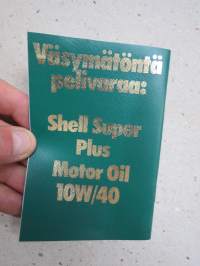 Väsymätöntä
pelivaraa:
Shell Super
Plus
Motor Oil
10W/40